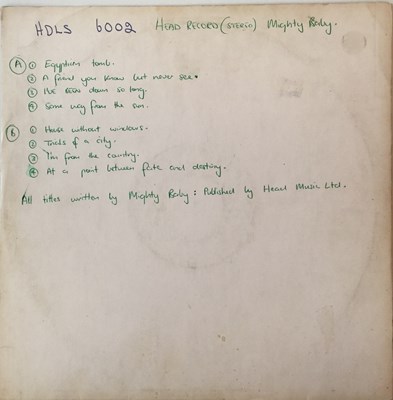 HDLS 6002 HEAD RECORD (STEREO) Mighty Baby.
A 1 Egyptian tomb.
2 A friend you know but never see.
3 I've been down so long.
4 Same way from the sun.
B 1 House without windows.
2 Trials of a city.
3 I'm from the country.
4 At a point between fate and destiny.
All titles written by Mighty Baby : Published by Head Music Ltd.